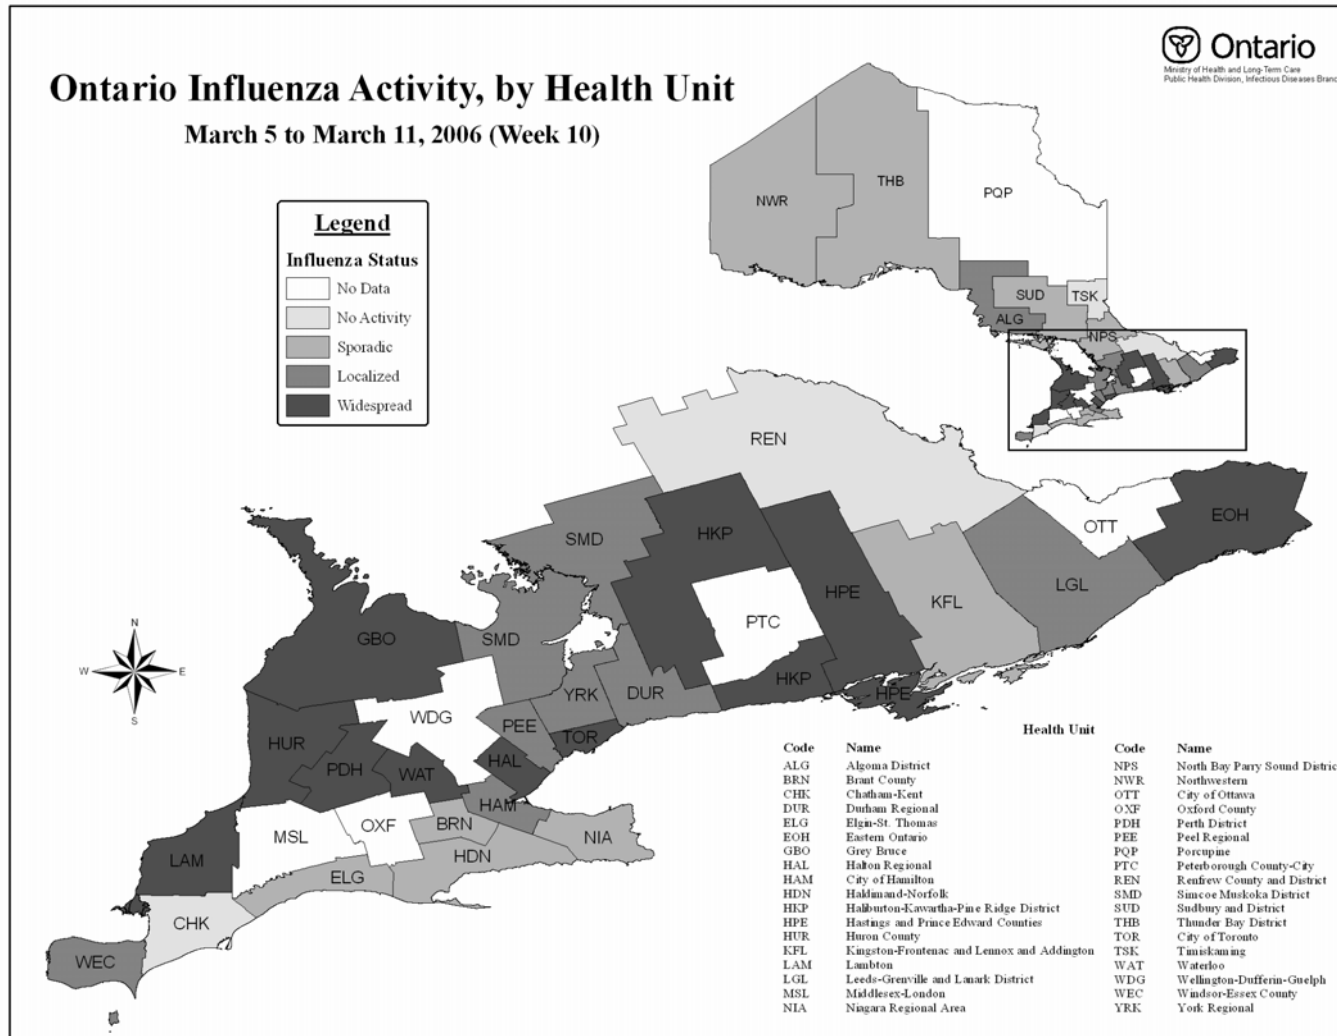 Ontario
Ministry of Health and Long-Term Care
Public Health Division, Infectious Diseases Branc
Ontario Influenza Activity, by Health Unit
March 5 to March 11, 2006 (Week 10)
Legend
Influenza Status
No Data
No Activity
Sporadic
Localized
Widespread
NWR
THB
PQP
SUD
TSK
ALG
NPS
REN
SMD
HKP
OTT
EOH
HPE
KFL
LGL
PTC
GBO
SMD
YRK
DUR
HKP
HPE
WDG
PEE
TOR
HUR
PDH
WAT
HAL
HAM
MSL
OXF
BRN
NIA
LAM
HDN
ELG
CHK
WEC
N
W
E
S
Health Unit
Code Name
ALG Algoma District
BRN Brant County
CHK Chatham-Kent
DUR Durham Regional
ELG Elgin-St. Thomas
EOH Eastern Ontario
GBO Grey Bruce
HAL Halton Regional
HAM City of Hamilton
HDN Haldimand-Norfolk
HKP Haliburton-Kawartha-Pine Ridge District
HPE Hastings and Prince Edward Counties
HUR Huron County
KFL Kingston-Frontenac and Lennox and Addington
LAM Lambton
LGL Leeds-Grenville and Lanark District
MSL Middlesex-London
NIA Niagara Regional Area
Code Name
NPS North Bay Parry Sound Distric
NWR Northwestern
OTT City of Ottawa
OXF Oxford County
PDH Perth District
PEE Peel Regional
PQP Porcupine
PTC Peterborough County-City
REN Renfrew County and District
SMD Simcoe Muskoka District
SUD Sudbury and District
THB Thunder Bay District
TOR City of Toronto
TSK Timiskaming
WAT Waterloo
WDG Wellington-Dufferin-Guelph
WEC Windsor-Essex County
YRK York Regional